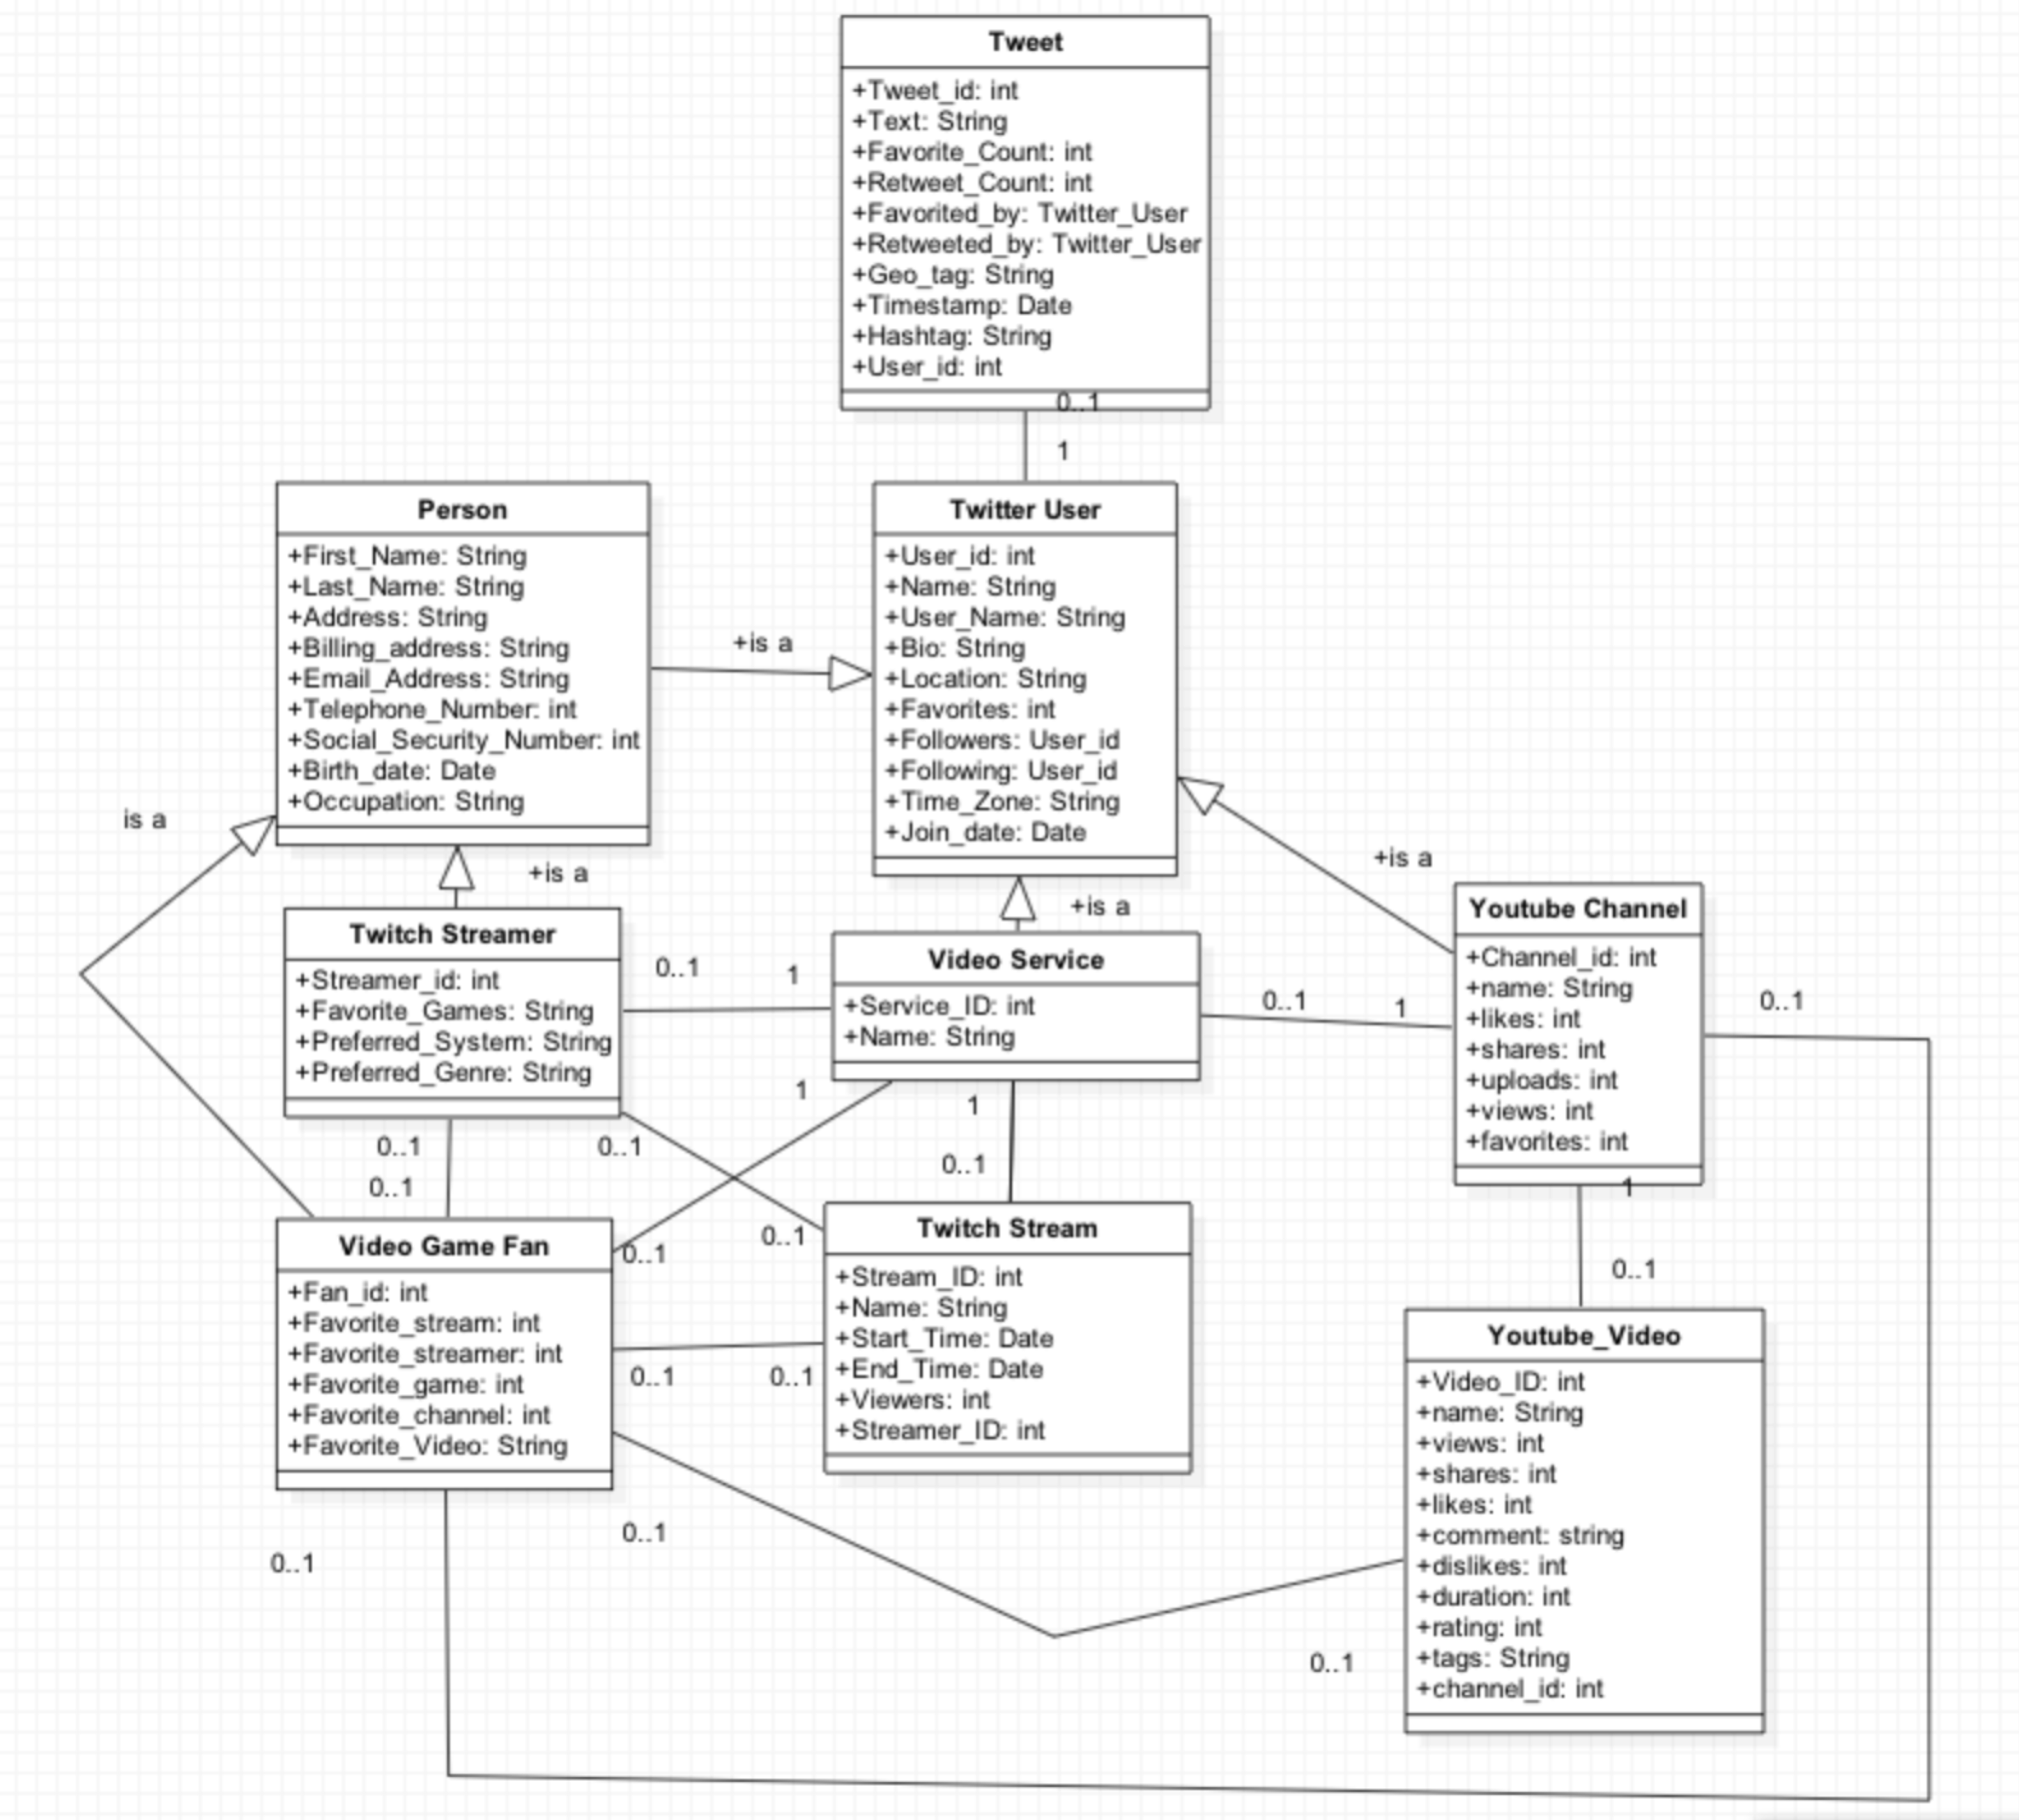 Tweet
+Tweet_id: int
+Text: String
+Favorite_Count: int
+Retweet_Count: int
+Favorited_by: Twitter_User
+Retweeted_by: Twitter_User
+Geo_tag: String
+Timestamp: Date
+Hashtag: String
+User_id: int
0..1
1
Person
+First_Name: String
+Last_Name: String
+Address: String
+Billing_address: String
+Email_Address: String
+Telephone_Number: int
+Social_Security_Number: int
+Birth_date: Date
+Occupation: String
+is a
Twitter User
+User_id: int
+Name: String
+User_Name: String
+Bio: String
+Location: String
+Favorites: int
+Followers: User_id
+Following: User_id
+Time_Zone: String
+Join_date: Date
is a
+is a
+is a
+is a
Twitch Streamer
+Streamer_id: int
+Favorite_Games: String
+Preferred_System: String
+Preferred_Genre: String
0..1
1
Video Service
+Service_ID: int
+Name: String
0..1
1
Youtube Channel
+Channel_id: int
+name: String
+likes: int
+shares: int
+uploads: int
+views: int
+favorites: int
0..1
1
1
0..1
0..1
0..1
0..1
1
0..1
0..1
0..1
Video Game Fan
+Fan_id: int
+Favorite_stream: int
+Favorite_streamer: int
+Favorite_game: int
+Favorite_channel: int
+Favorite_Video: String
0..1
0..1
Twitch Stream
+Stream_ID: int
+Name: String
+Start_Time: Date
+End_Time: Date
+Viewers: int
+Streamer_ID: int
Youtube_Video
+Video_ID: int
+name: String
+views: int
+shares: int
+likes: int
+comment: string
+dislikes: int
+duration: int
+rating: int
+tags: String
+channel_id: int
0..1
0..1
0..1